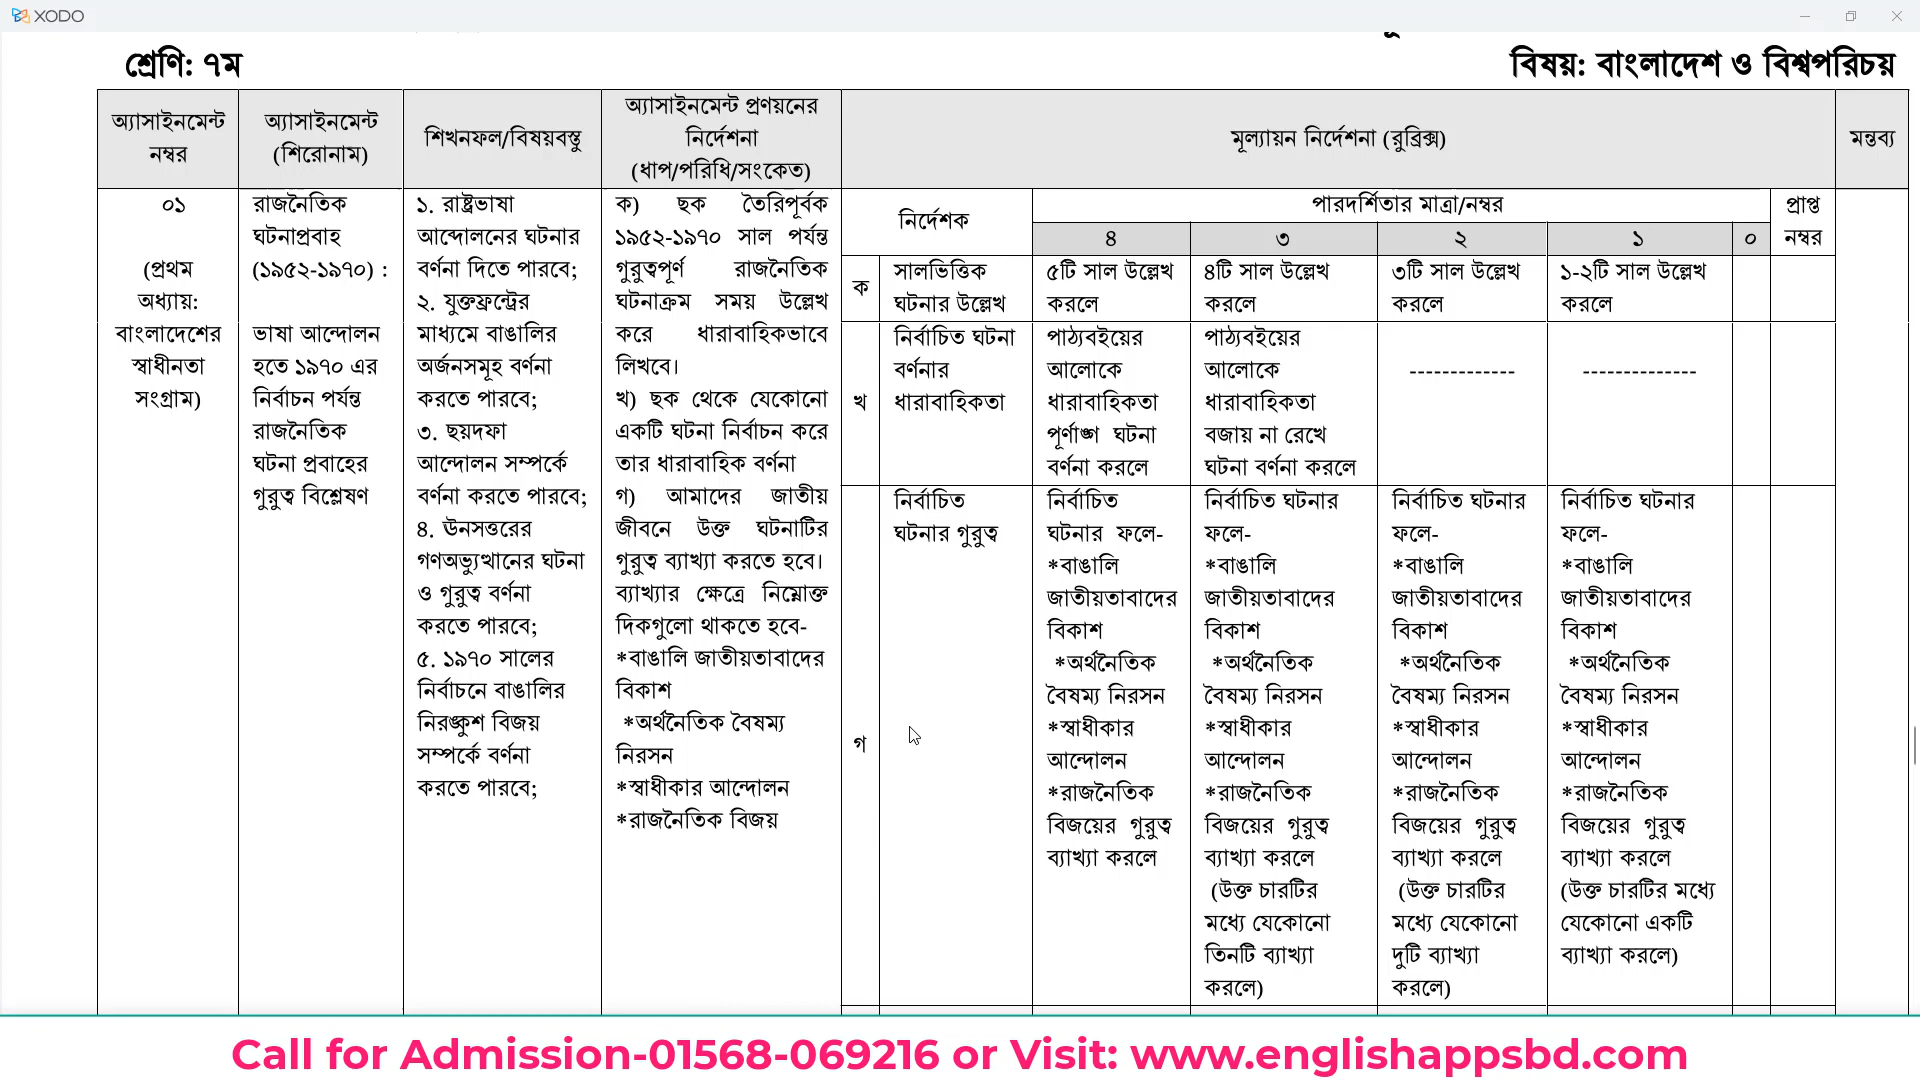 XODO
শ্রেণি: ৭ম
বিষয়: বাংলাদেশ ও বিশ্বপরিচয়
অ্যাসাইনমেন্ট
নম্বর
অ্যাসাইনমেন্ট
(শিরোনাম)
শিখনফল/বিষয়বস্তু
অ্যাসাইনমেন্ট প্রণয়নের
নির্দেশনা
(ধাপ/পরিধি/সংকেত)
মূল্যায়ন নির্দেশনা (রুব্রিক্স)
মন্তব্য
০১
(প্রথম
অধ্যায়:
বাংলাদেশের
স্বাধীনতা
সংগ্রাম)
রাজনৈতিক
ঘটনাপ্রবাহ
(১৯৫২-১৯৭০) :
ভাষা আন্দোলন
হতে ১৯৭০ এর
নির্বাচন পর্যন্ত
রাজনৈতিক
ঘটনা প্রবাহের
গুরুত্ব বিশ্লেষণ
১. রাষ্ট্রভাষা
আন্দোলনের ঘটনার
বর্ণনা দিতে পারবে;
২. যুক্তফ্রন্ট্রের
মাধ্যমে বাঙালির
অর্জনসমূহ বর্ণনা
করতে পারবে;
৩. ছয়দফা
আন্দোলন সম্পর্কে
বর্ণনা করতে পারবে;
৪. ঊনসত্তরের
গণঅভ্যুত্থানের ঘটনা
ও গুরুত্ব বর্ণনা
করতে পারবে;
৫. ১৯৭০ সালের
নির্বাচনে বাঙালির
নিরঙ্কুশ বিজয়
সম্পর্কে বর্ণনা
করতে পারবে;
ক) ছক তৈরিপূর্বক
১৯৫২-১৯৭০ সাল পর্যন্ত
গুরুত্বপূর্ণ রাজনৈতিক
ঘটনাক্রম সময় উল্লেখ
করে ধারাবাহিকভাবে
লিখবে।
খ) ছক থেকে যেকোনো
একটি ঘটনা নির্বাচন করে
তার ধারাবাহিক বর্ণনা
গ) আমাদের জাতীয়
জীবনে উক্ত ঘটনাটির
গুরত্ব ব্যাখ্যা করতে হবে।
ব্যাখ্যার ক্ষেত্রে নিম্নোক্ত
দিকগুলো থাকতে হবে-
*বাঙালি জাতীয়তাবাদের
বিকাশ
*অর্থনৈতিক বৈষম্য
নিরসন
*স্বাধীকার আন্দোলন
*রাজনৈতিক বিজয়
নির্দেশক
পারদর্শিতার মাত্রা/নম্বর
প্রাপ্ত
নম্বর
৪
৩
২
১
০
ক
সালভিত্তিক
ঘটনার উল্লেখ
৫টি সাল উল্লেখ
করলে
৪টি সাল উল্লেখ
করলে
৩টি সাল উল্লেখ
করলে
১-২টি সাল উল্লেখ
করলে
খ
নির্বাচিত ঘটনা
বর্ণনার
ধারাবাহিকতা
পাঠ্যবইয়ের
আলোকে
ধারাবাহিকতা
পূর্ণাঙ্গ ঘটনা
বর্ণনা করলে
পাঠ্যবইয়ের
আলোকে
ধারাবাহিকতা
বজায় না রেখে
ঘটনা বর্ণনা করলে
-------------
--------------
গ
নির্বাচিত
ঘটনার গুরুত্ব
নির্বাচিত
ঘটনার ফলে-
*বাঙালি
জাতীয়তাবাদের
বিকাশ
*অর্থনৈতিক
বৈষম্য নিরসন
*স্বাধীকার
আন্দোলন
*রাজনৈতিক
বিজয়ের গুরুত্ব
ব্যাখ্যা করলে
নির্বাচিত ঘটনার
ফলে-
*বাঙালি
জাতীয়তাবাদের
বিকাশ
*অর্থনৈতিক
বৈষম্য নিরসন
*স্বাধীকার
আন্দোলন
*রাজনৈতিক
বিজয়ের গুরুত্ব
ব্যাখ্যা করলে
(উক্ত চারটির
মধ্যে যেকোনো
তিনটি ব্যাখ্যা
করলে)
নির্বাচিত ঘটনার
ফলে-
*বাঙালি
জাতীয়তাবাদের
বিকাশ
*অর্থনৈতিক
বৈষম্য নিরসন
*স্বাধীকার
আন্দোলন
*রাজনৈতিক
বিজয়ের গুরুত্ব
ব্যাখ্যা করলে
(উক্ত চারটির
মধ্যে যেকোনো
দুটি ব্যাখ্যা
করলে)
নির্বাচিত ঘটনার
ফলে-
*বাঙালি
জাতীয়তাবাদের
বিকাশ
*অর্থনৈতিক
বৈষম্য নিরসন
*স্বাধীকার
আন্দোলন
*রাজনৈতিক
বিজয়ের গুরুত্ব
ব্যাখ্যা করলে
(উক্ত চারটির মধ্যে
যেকোনো একটি
ব্যাখ্যা করলে)
Call for Admission-01568-069216 or Visit: www.englishappsbd.com